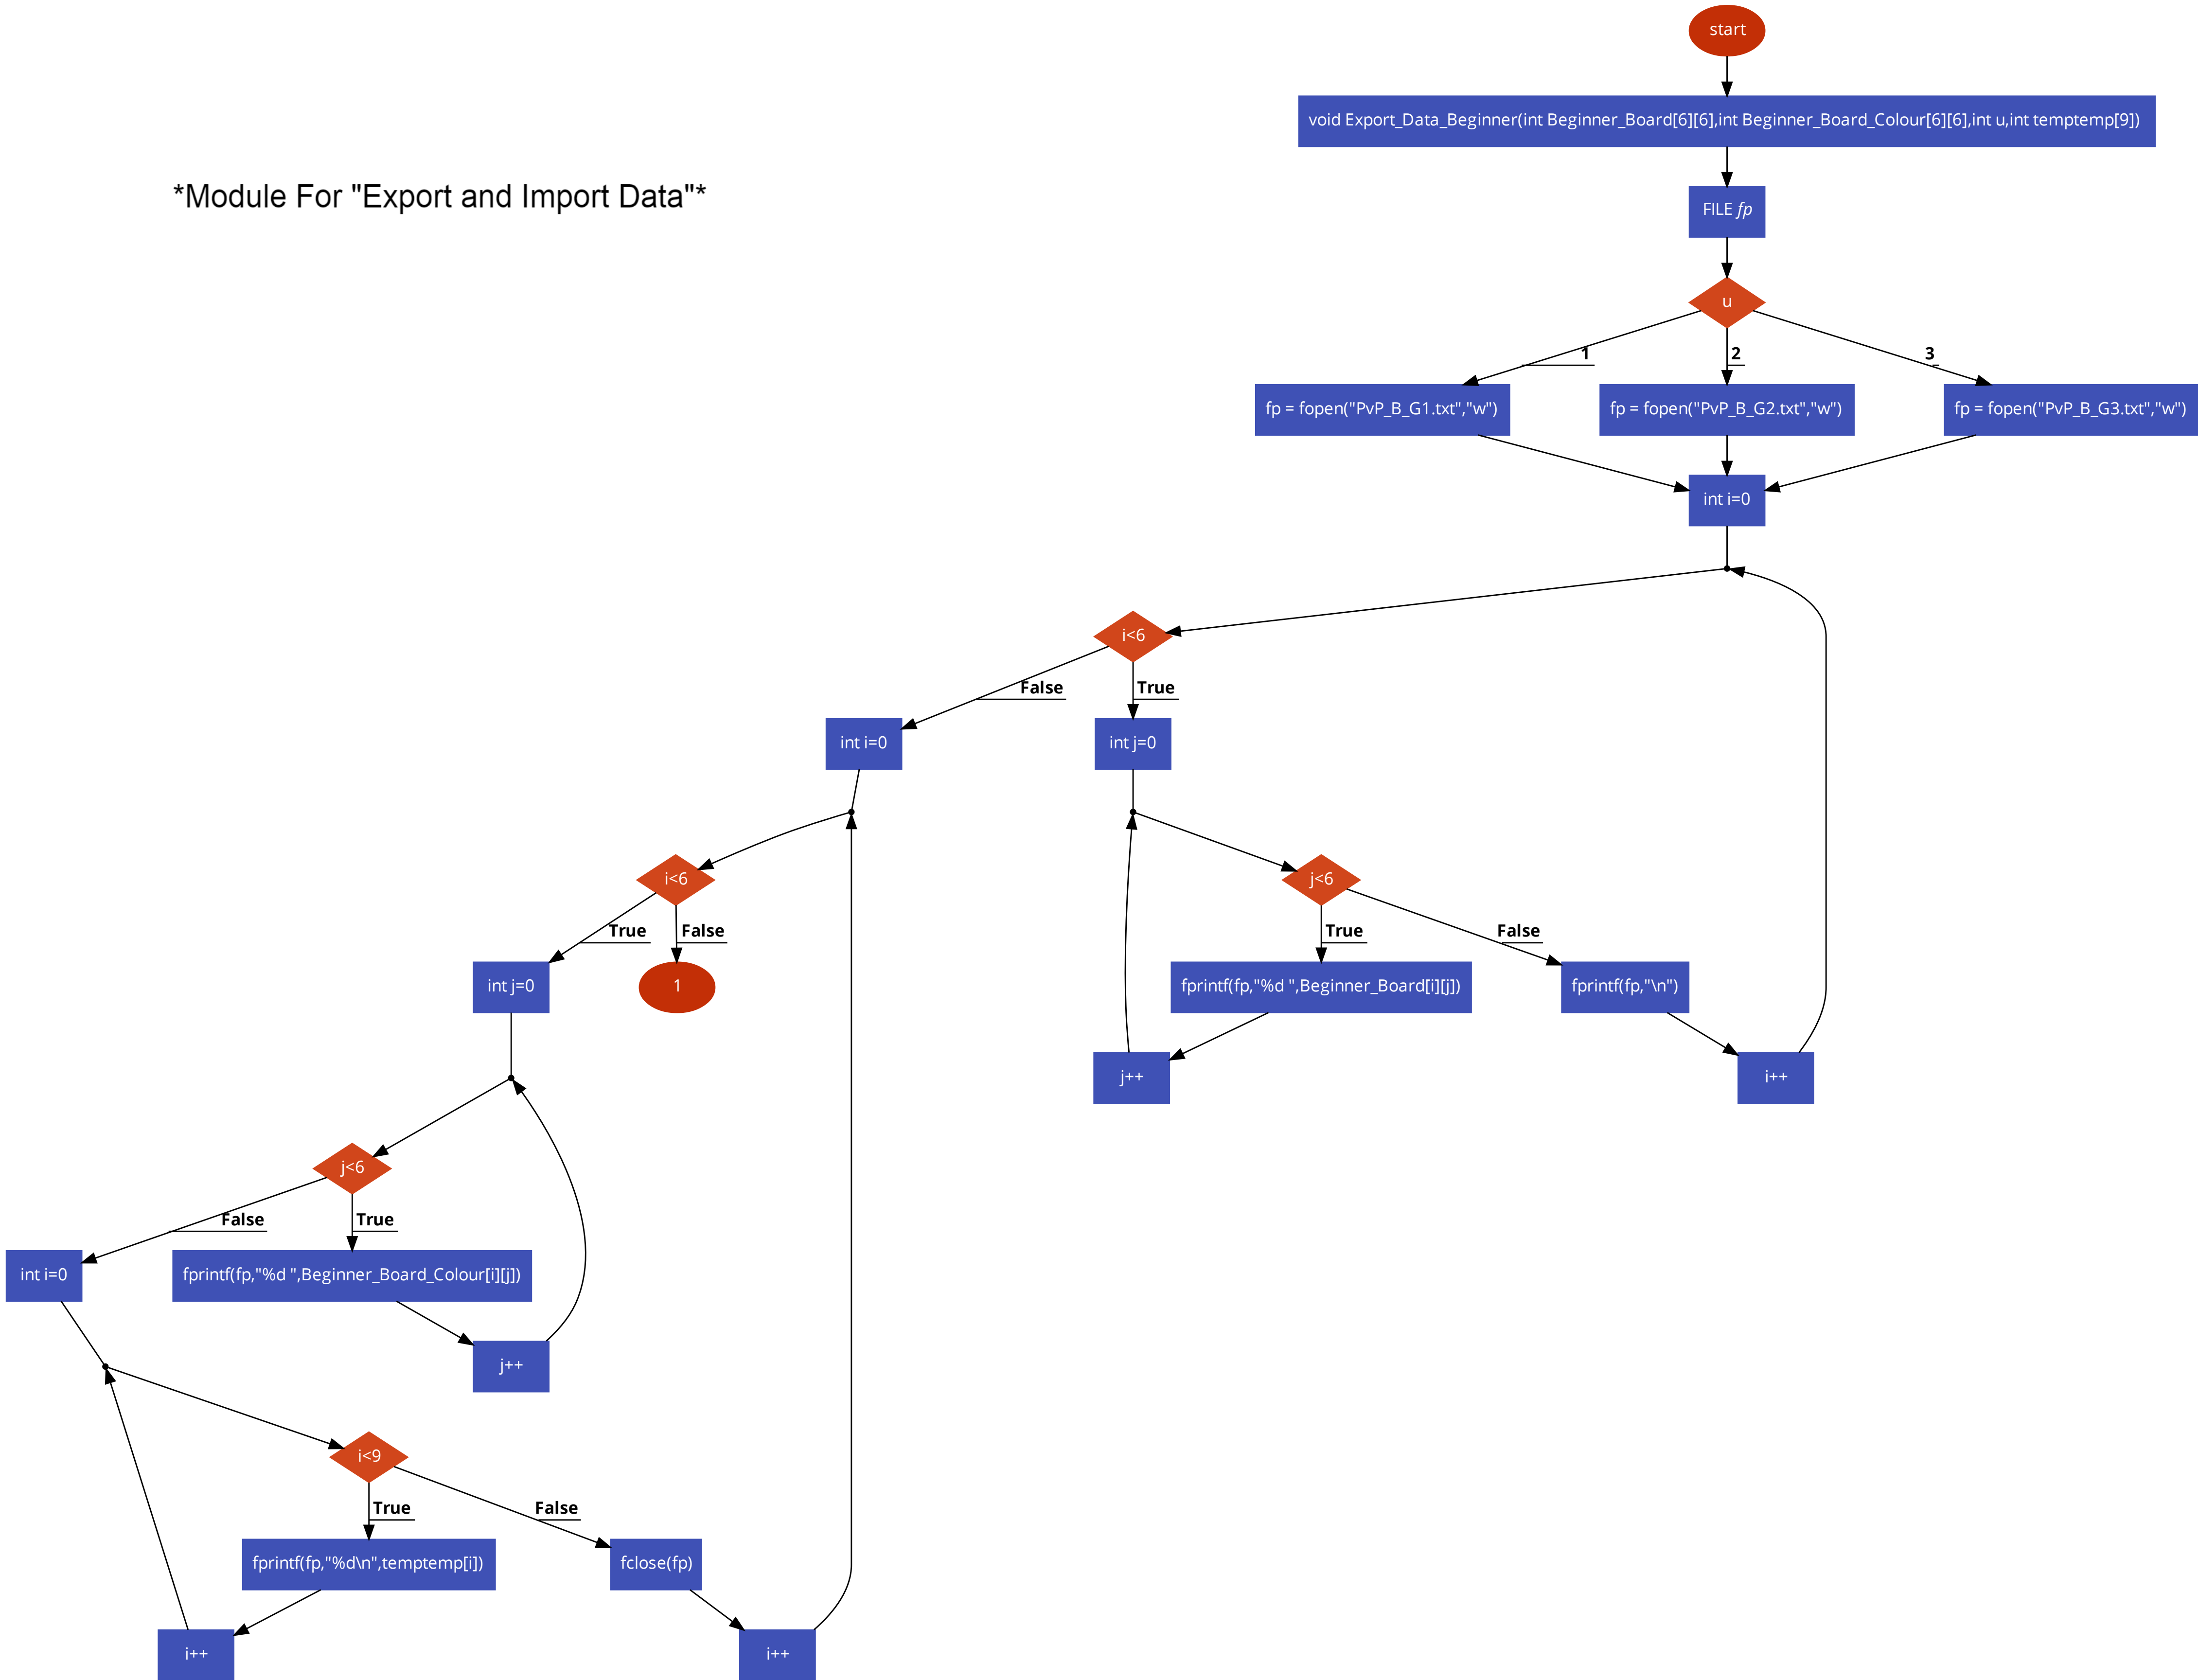 start
void Export_Data_Beginner(int Beginner_Board[6][6],int Beginner_Board_Colour[6][6],int u,int temptemp[9])
*Module For "Export and Import Data"*
FILE fp
u
1
2
3
fp = fopen("PvP_B_G1.txt","w")
fp = fopen("PvP_B_G2.txt","w")
fp = fopen("PvP_B_G3.txt","w")
int i=0
i<6
False
True
int i=0
int j=0
i<6
j<6
True
False
True
False
int j=0
1
fprintf(fp,"%d ",Beginner_Board[i][j])
fprintf(fp,"\n")
j++
i++
j<6
False
True
int i=0
fprintf(fp,"%d ",Beginner_Board_Colour[i][j])
j++
i<9
True
False
fprintf(fp,"%d\n",temptemp[i])
fclose(fp)
i++
i++